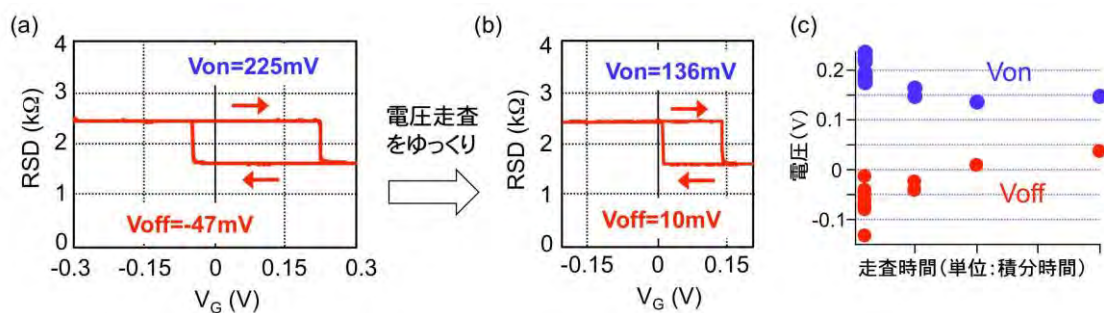 (a)
4
3
2
1
0
RSD (kΩ)
Von=225mV
Voff=-47mV
-0.3
-0.15
0
0.15
0.3
VG (V)
電圧走査
をゆっくり
(b)
4
3
2
1
0
RSD (kΩ)
Von=136mV
Voff=10mV
-0.15
0
0.15
VG (V)
(c)
電圧(V)
0.2
0.1
0
-0.1
Von
Voff
走査時間(単位:積分時間)